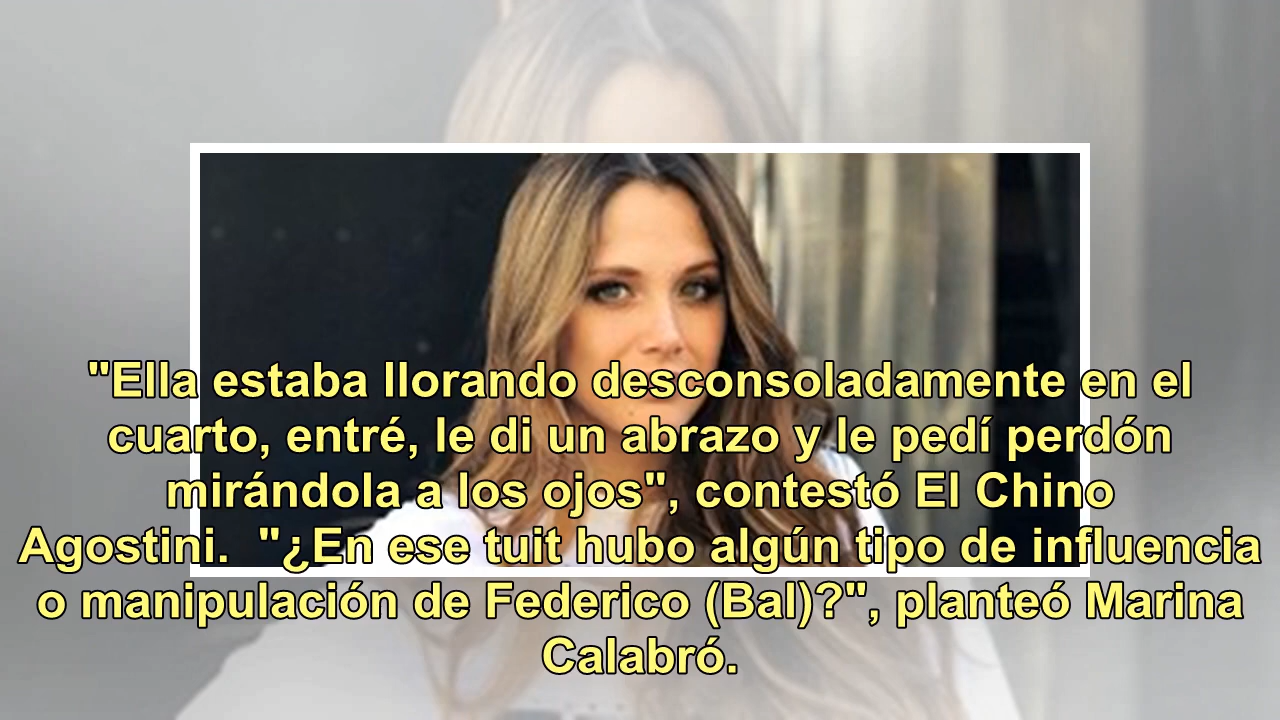 "Ella estaba llorando desconsoladamente en el
cuarto, entré, le di un abrazo y le pedí perdón
mirándola a los ojos", contestó El Chino
Agostini.  "¿En ese tuit hubo algún tipo de influencia
o manipulación de Federico (Bal)?", planteó Marina
Calabró.